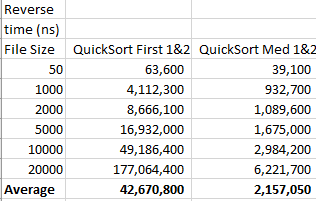 Reverse
time (ns)
File Size QuickSort First 1&2 QuickSort Med 1&2
50 63,600 39,100
1000 4,112,300 932,700
2000 8,666,100 1,089,600
5000 16,932,000 1,675,000
10000 49,186,400 2,984,200
20000 177,064,400 6,221,700
Average 42,670,800 2,157,050